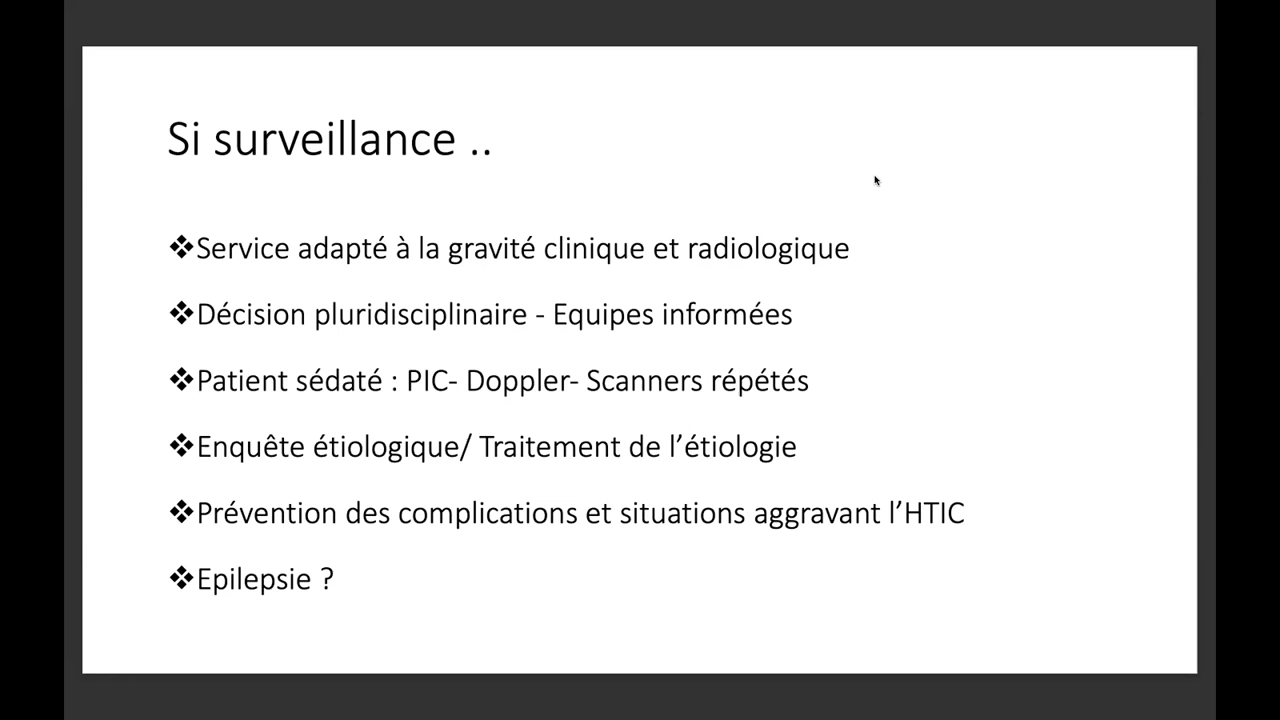 Si surveillance ..
❖Service adapté à la gravité clinique et radiologique
❖Décision pluridisciplinaire - Equipes informées
❖Patient sédaté : PIC- Doppler- Scanners répétés
❖Enquête étiologique/ Traitement de l’étiologie
❖Prévention des complications et situations aggravant l’HTIC
❖Epilepsie ?